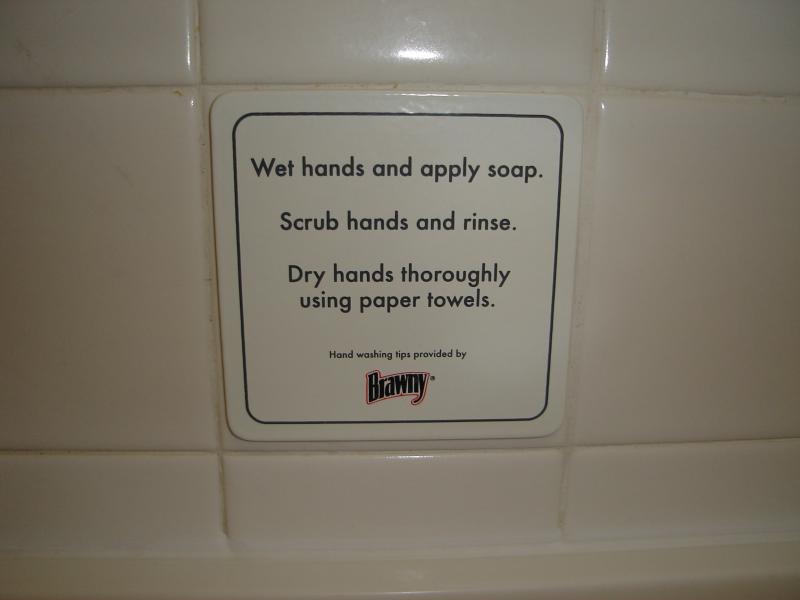 Wet hands and apply soap.
Scrub hands and rinse.
Dry hands thoroughly
using paper towels.
Hand washing tips provided by
Brawny®